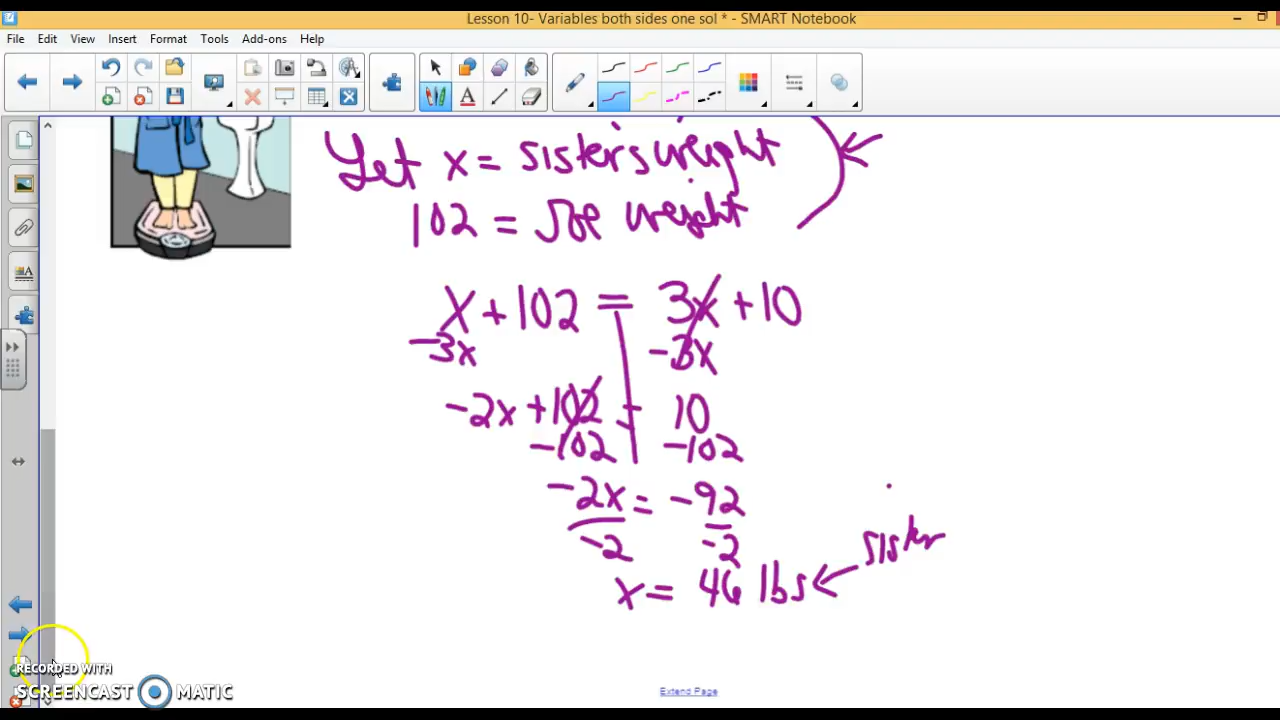 Lesson 10- Variables both sides one sol * - SMART Notebook
File Edit View Insert Format Tools Add-ons Help
Let x = sister's weight
102 = Joe weight
x + 102 = 3x + 10
-3x -3x
-2x + 102 = 10
-102 -102
-2x = -92
-2 -2
sister
x = 46 lbs
RECORDED WITH
SCREENCAST MATIC
Extend Page